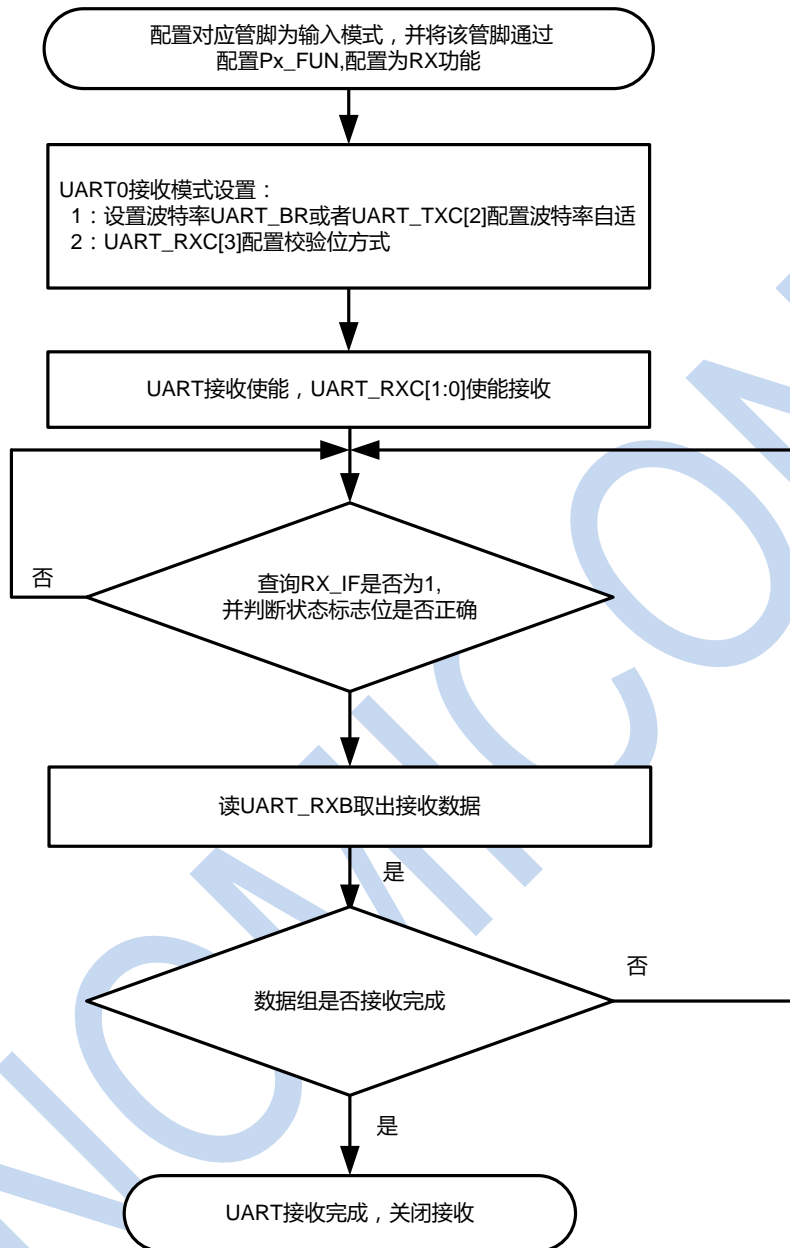 配置对应管脚为输入模式，并将该管脚通过
配置Px_FUN,配置为RX功能
UART0接收模式设置：
1：设置波特率UART_BR或者UART_TXC[2]配置波特率自适
2：UART_RXC[3]配置校验位方式
UART接收使能，UART_RXC[1:0]使能接收
否
查询RX_IF是否为1,
并判断状态标志位是否正确
读UART_RXB取出接收数据
是
否
数据组是否接收完成
是
UART接收完成，关闭接收